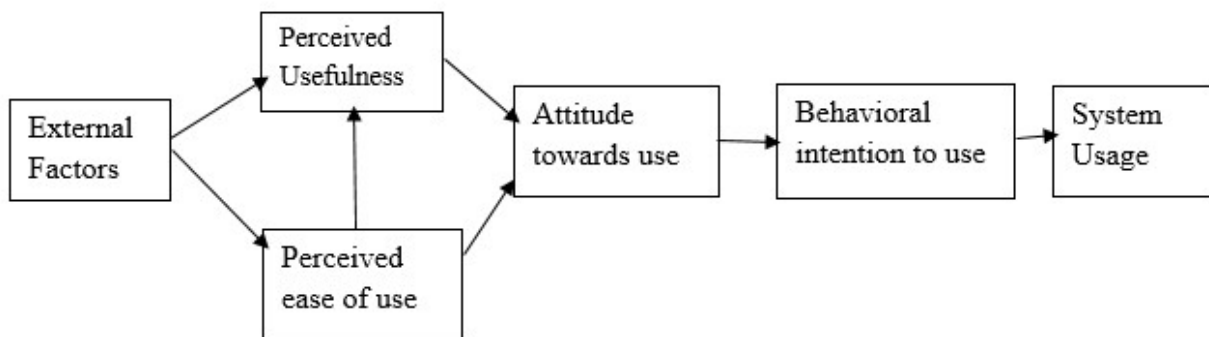 Perceived
Usefulness
External
Factors
Attitude
towards use
Behavioral
intention to use
System
Usage
Perceived
ease of use